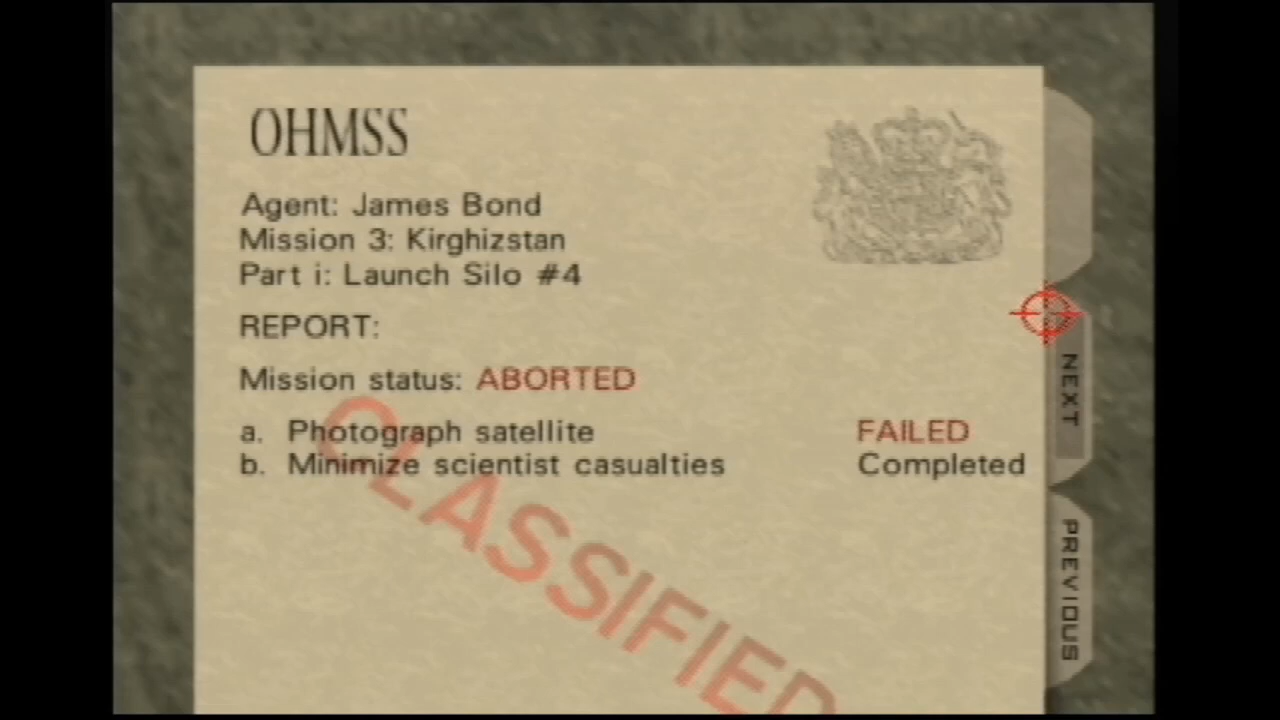 OHMSS
Agent: James Bond
Mission 3: Kirghizstan
Part i: Launch Silo #4
REPORT:
Mission status: ABORTED
a. Photograph satellite FAILED
b. Minimize scientist casualties Completed
CLASSIFIED
NEXT
PREVIOUS